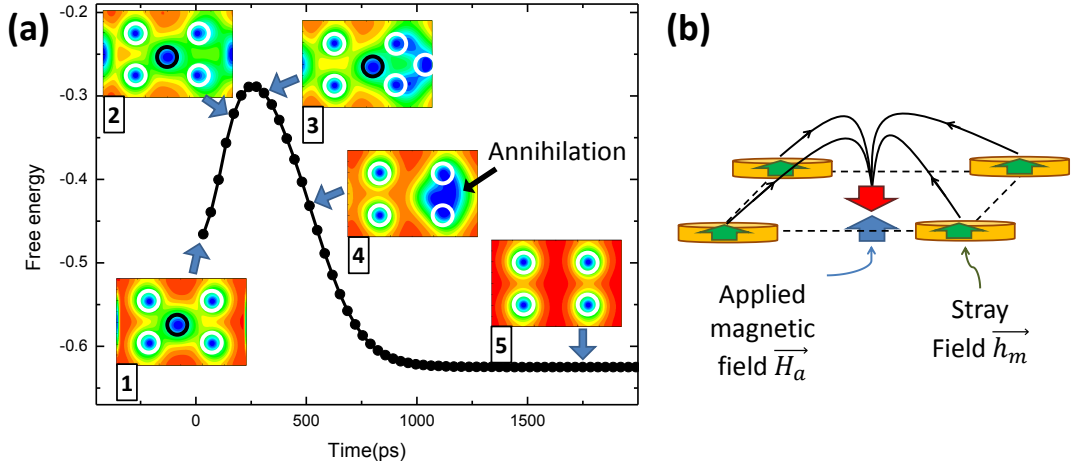 (a)
(b)
-0.2
-0.3
-0.4
-0.5
-0.6
Free energy
2
3
Annihilation
4
1
5
0
500
1000
1500
Time(ps)
Applied
magnetic
field $\overrightarrow{H_a}$
Stray
Field $\overrightarrow{h_m}$